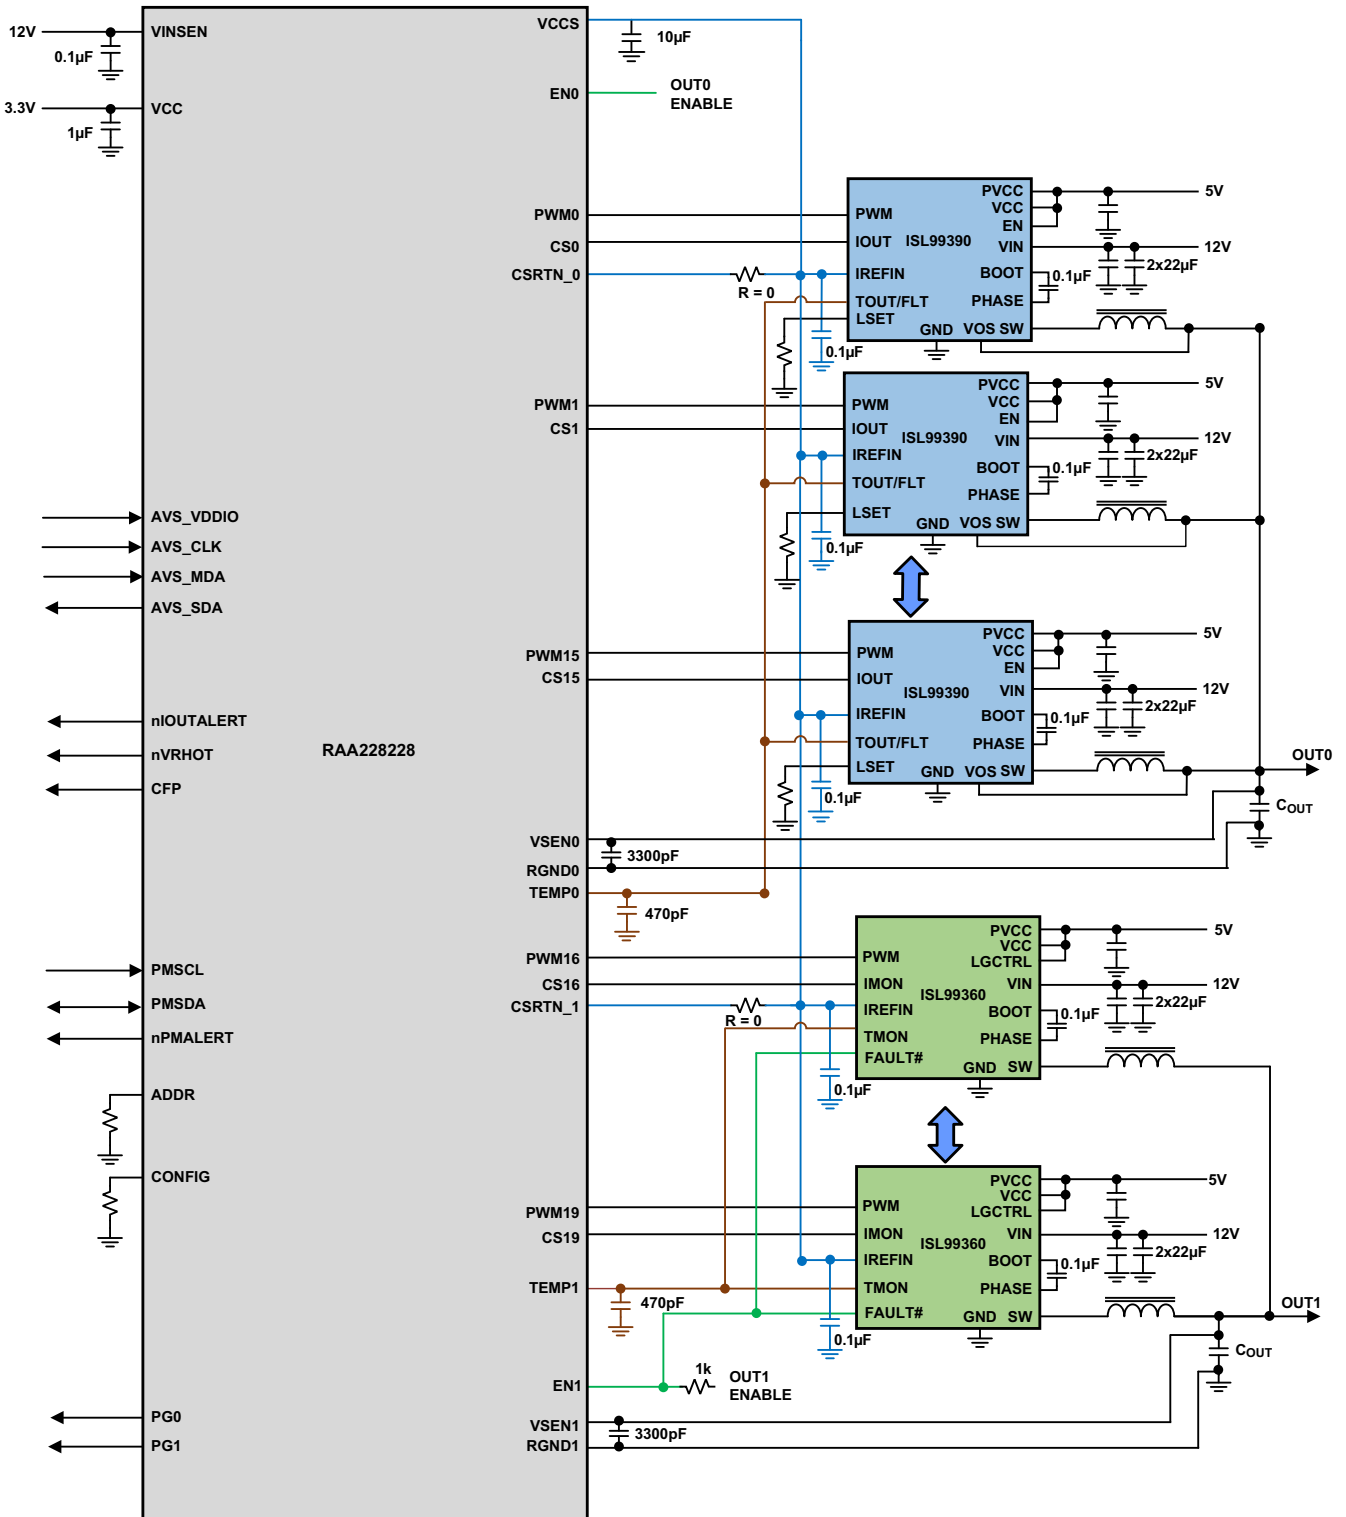 12V
VINSEN
0.1µF
3.3V
VCC
1µF
AVS_VDDIO
AVS_CLK
AVS_MDA
AVS_SDA
nIOUTALERT
nVRHOT
CFP
PMSCL
PMSDA
nPMALERT
ADDR
CONFIG
PG0
PG1
RAA228228
VCCS
10µF
EN0
OUT0
ENABLE
PWM0
CS0
CSRTN_0
R = 0
PWM1
CS1
PWM15
CS15
VSEN0
3300pF
RGND0
TEMP0
470pF
PWM16
CS16
CSRTN_1
R = 0
PWM19
CS19
TEMP1
470pF
EN1
1k
OUT1
ENABLE
VSEN1
3300pF
RGND1
PWM
IOUT
IREFIN
TOUT/FLT
LSET
ISL99390
GND
VOS SW
PVCC
VCC
EN
VIN
BOOT
PHASE
5V
12V
2x22µF
0.1µF
0.1µF
PWM
IOUT
IREFIN
TOUT/FLT
LSET
ISL99390
GND
VOS SW
PVCC
VCC
EN
VIN
BOOT
PHASE
5V
12V
2x22µF
0.1µF
0.1µF
PWM
IOUT
IREFIN
TOUT/FLT
LSET
ISL99390
GND
VOS SW
PVCC
VCC
EN
VIN
BOOT
PHASE
5V
12V
2x22µF
0.1µF
0.1µF
OUT0
COUT
PWM
IMON
IREFIN
TMON
FAULT#
ISL99360
GND
SW
PVCC
VCC
LGCTRL
VIN
BOOT
PHASE
5V
12V
2x22µF
0.1µF
0.1µF
PWM
IMON
IREFIN
TMON
FAULT#
ISL99360
GND
SW
PVCC
VCC
LGCTRL
VIN
BOOT
PHASE
5V
12V
2x22µF
0.1µF
0.1µF
OUT1
COUT